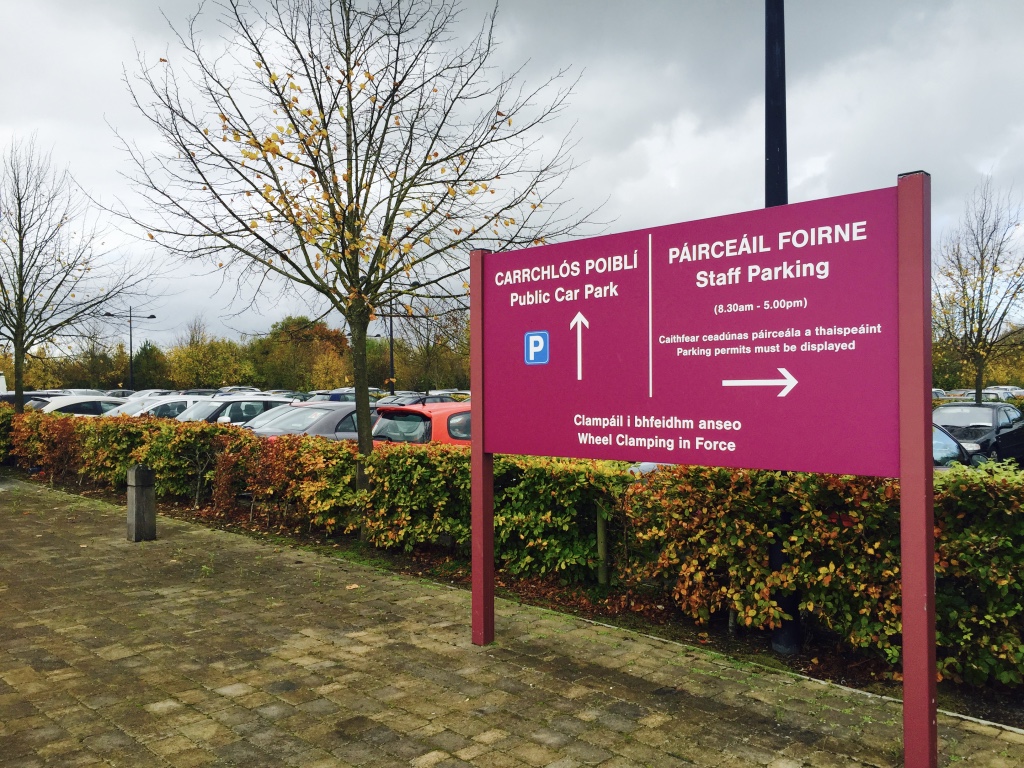 CARRCHLÓS POIBLÍ
Public Car Park
P
PÁIRCEÁIL FOIRNE
Staff Parking
(8.30am - 5.00pm)
Caithfear ceadúnas páirceála a thaispeáint
Parking permits must be displayed
Clampáil i bhfeidhm anseo
Wheel Clamping in Force